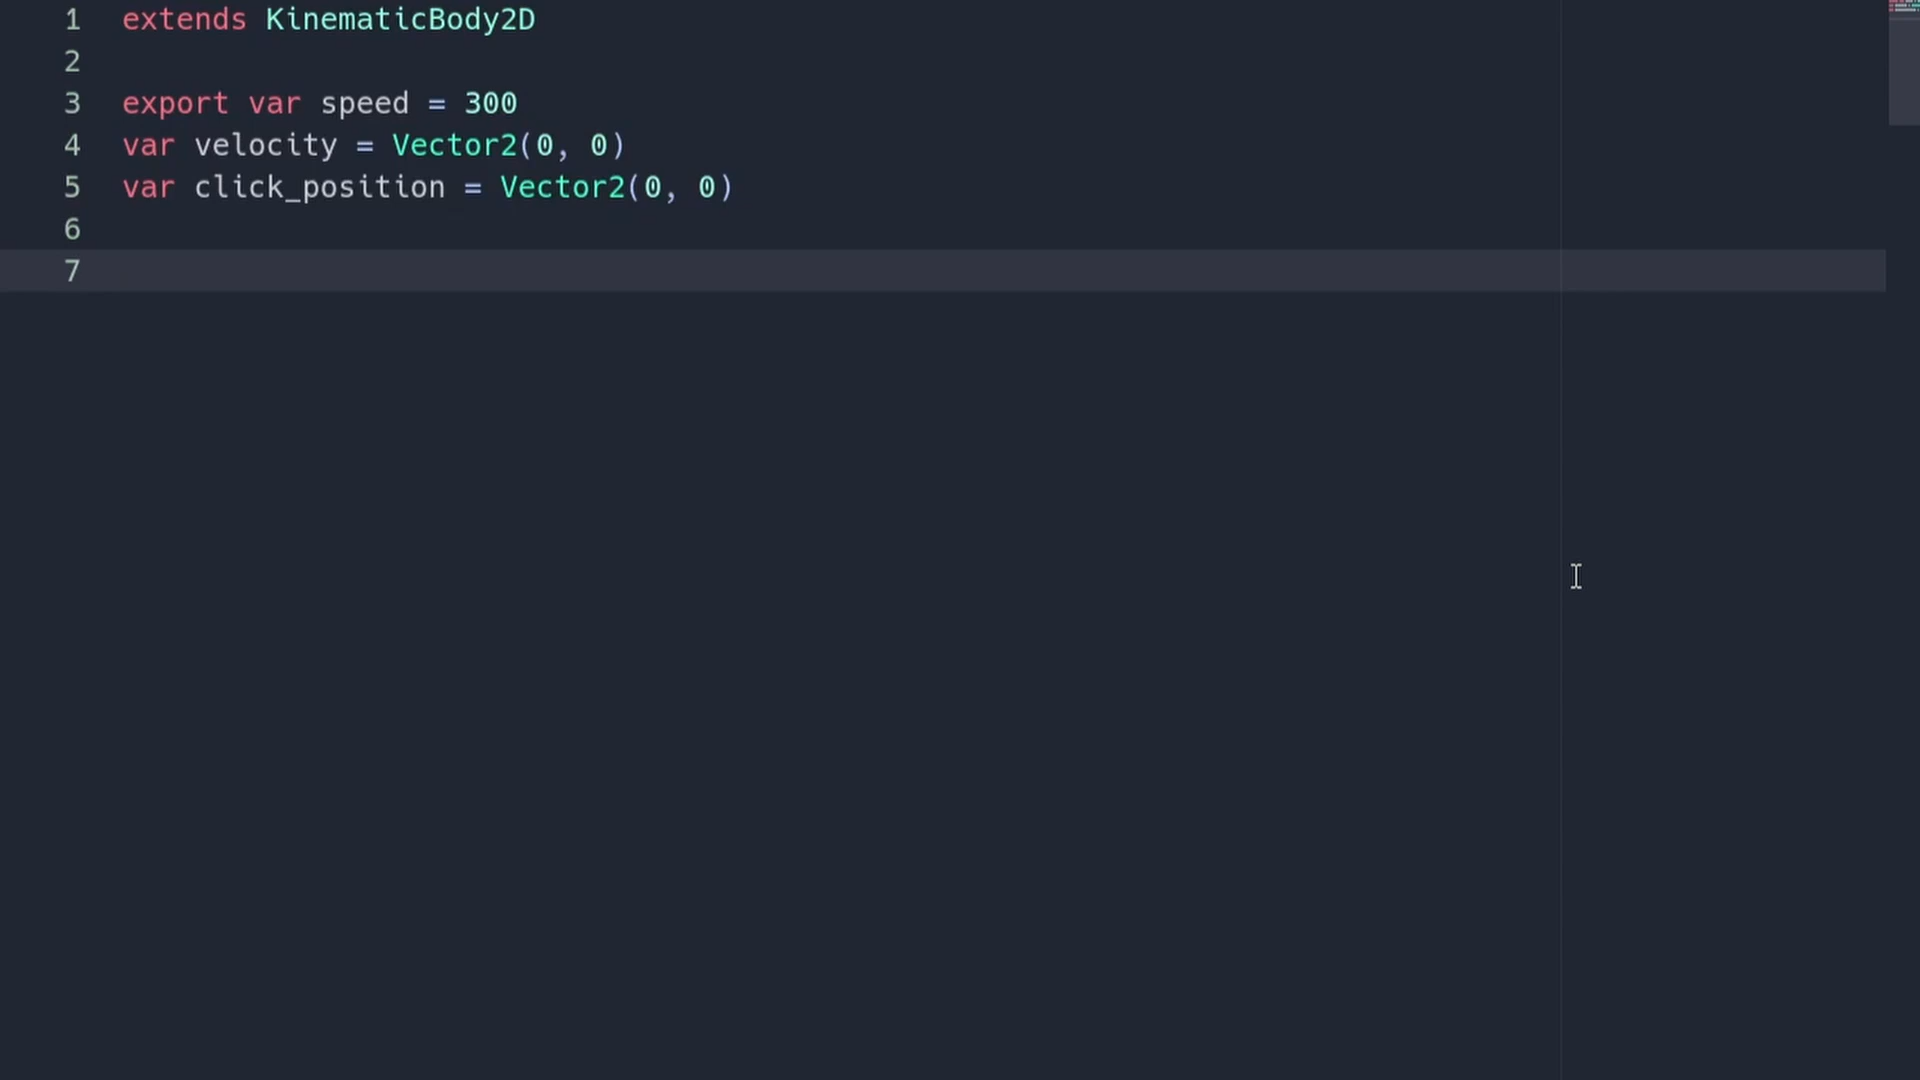 1 extends KinematicBody2D
2
3 export var speed = 300
4 var velocity = Vector2(0, 0)
5 var click_position = Vector2(0, 0)
6
7